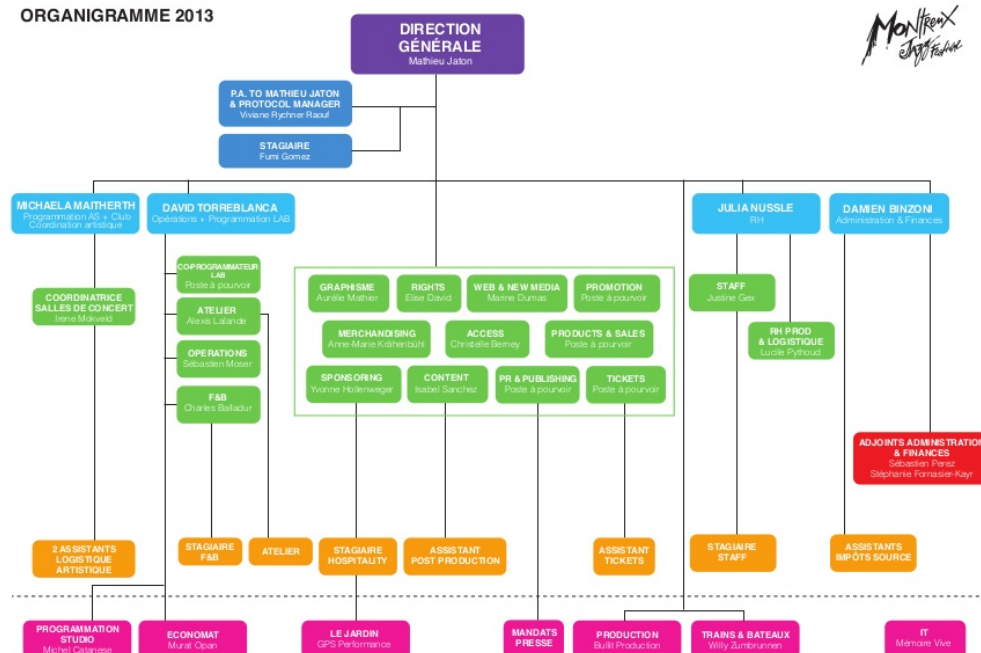 ORGANIGRAMME 2013
Montreux
Jazz Festival
DIRECTION
GÉNÉRALE
Mathieu Jaton
P.A. TO MATHIEU JATON
& PROTOCOL MANAGER
Viviane Rychner Raouf
STAGIAIRE
Fumi Gomez
MICHAELA MAITHERTH
Programmation AS + Club
Coordination artistique
DAVID TORREBLANCA
Opérations + Programmation LAB
JULIA NUSSLE
RH
DAMIEN BINZONI
Administration & Finances
CO-PROGRAMMATEUR
LAB
Poste à pourvoir
COORDINATRICE
SALLES DE CONCERT
Irene Mokveld
ATELIER
Alexis Lalande
OPERATIONS
Sébastien Moser
F&B
Charles Balladur
GRAPHISME
Aurélie Mathier
RIGHTS
Elise David
WEB & NEW MEDIA
Marine Dumas
PROMOTION
Poste à pourvoir
MERCHANDISING
Anne-Marie Krähenbühl
ACCESS
Christelle Berney
PRODUCTS & SALES
Poste à pourvoir
SPONSORING
Yvonne Hollenweger
CONTENT
Isabel Sanchez
PR & PUBLISHING
Poste à pourvoir
TICKETS
Poste à pourvoir
STAFF
Justine Gex
RH PROD
& LOGISTIQUE
Lucile Pythoud
ADJOINTS ADMINISTRATION
& FINANCES
Sébastien Perez
Stéphanie Fornasier-Kayr
2 ASSISTANTS
LOGISTIQUE
ARTISTIQUE
STAGIAIRE
F&B
ATELIER
STAGIAIRE
HOSPITALITY
ASSISTANT
POST PRODUCTION
ASSISTANT
TICKETS
STAGIAIRE
STAFF
ASSISTANTS
IMPÔTS SOURCE
PROGRAMMATION
STUDIO
Michel Catanese
ECONOMAT
Murat Opan
LE JARDIN
GPS Performance
MANDATS
PRESSE
PRODUCTION
Bullit Production
TRAINS & BATEAUX
Willy Zumbrunnen
IT
Mémoire Vive